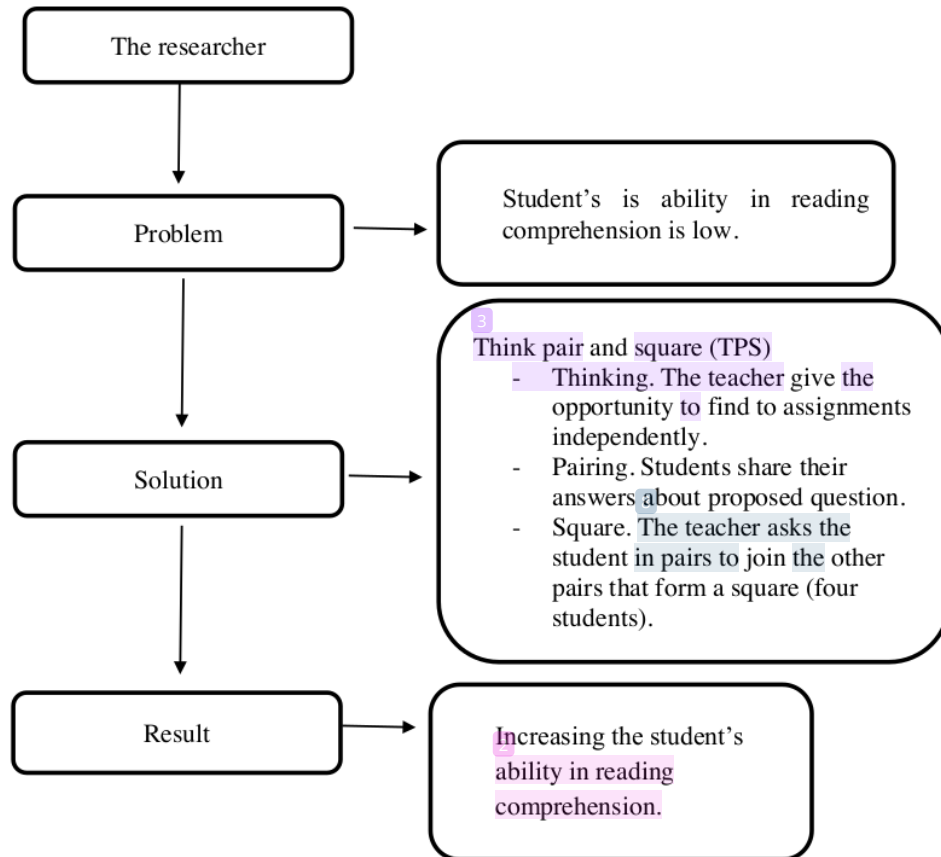 The researcher
Problem
Student's is ability in reading
comprehension is low.
3
Think pair and square (TPS)
- Thinking. The teacher give the
opportunity to find to assignments
independently.
- Pairing. Students share their
answers about proposed question.
- Square. The teacher asks the
student in pairs to join the other
pairs that form a square (four
students).
Solution
Result
Increasing the student's
2
ability in reading
comprehension.